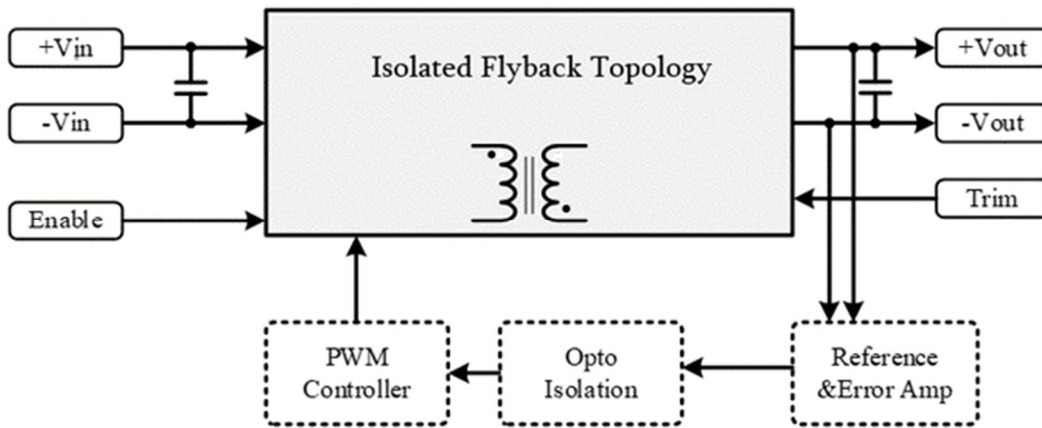 +Vin
Isolated Flyback Topology
+Vout
-Vin
-Vout
Enable
Trim
PWM
Controller
Opto
Isolation
Reference
&Error Amp